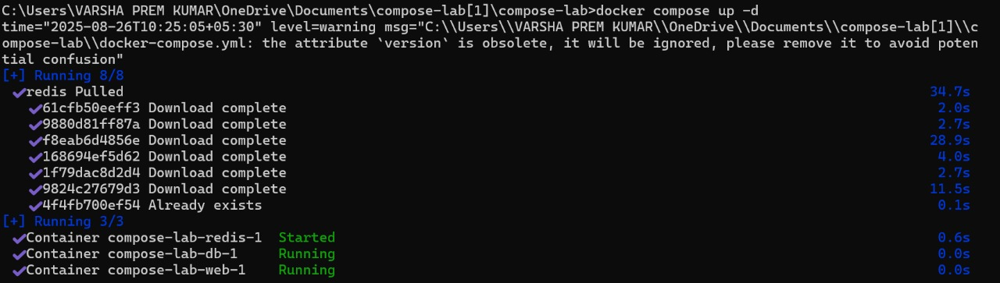 C:\Users\VARSHA PREM KUMAR\OneDrive\Documents\compose-lab[1]\compose-lab>docker compose up -d
time="2025-08-26T10:25:05+05:30" level=warning msg="C:\\Users\\VARSHA PREM KUMAR\\OneDrive\\Documents\\compose-lab[1]\\c
ompose-lab\\docker-compose.yml: the attribute `version` is obsolete, it will be ignored, please remove it to avoid poten
tial confusion"
[+] Running 8/8
✔redis Pulled 34.7s
✔61cfb50eeff3 Download complete 2.0s
✔9880d81ff87a Download complete 2.7s
✔f8eab6d4856e Download complete 28.9s
✔168694ef5d62 Download complete 4.0s
✔1f79dac8d2d4 Download complete 2.7s
✔9824c27679d3 Download complete 11.5s
✔4f4fb700ef54 Already exists 0.1s
[+] Running 3/3
✔Container compose-lab-redis-1 Started 0.6s
✔Container compose-lab-db-1 Running 0.0s
✔Container compose-lab-web-1 Running 0.0s